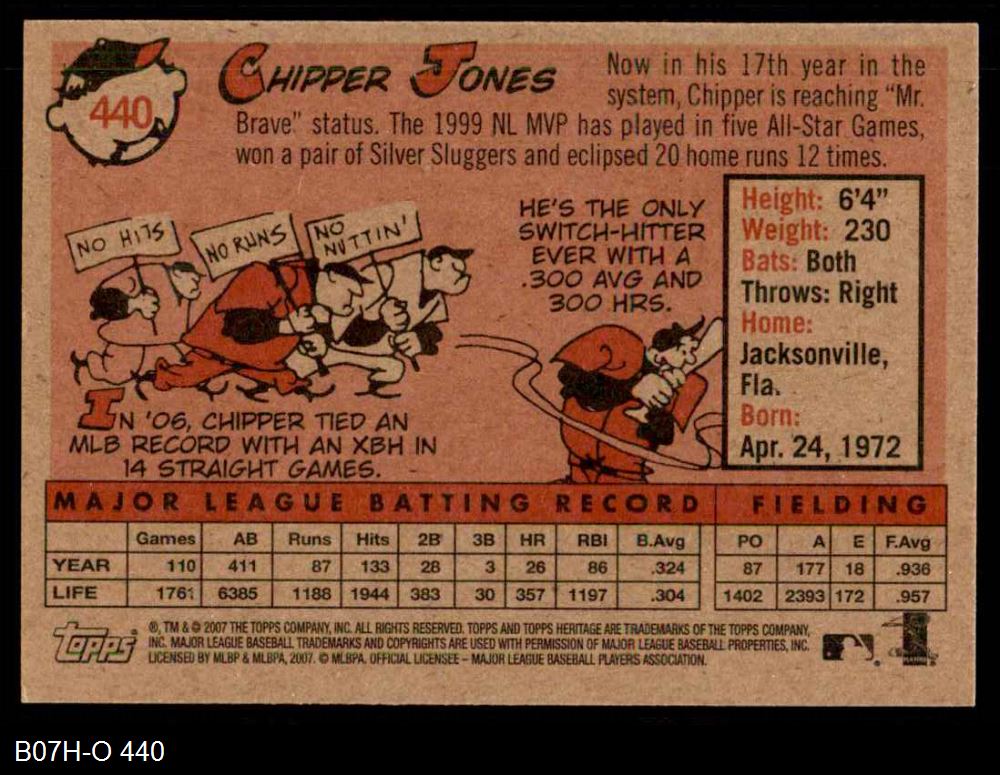 440
CHIPPER JONES
Now in his 17th year in the
system, Chipper is reaching "Mr.
Brave" status. The 1999 NL MVP has played in five All-Star Games,
won a pair of Silver Sluggers and eclipsed 20 home runs 12 times.
NO HITS
NO RUNS
NO
NUTTIN'
IN '06, CHIPPER TIED AN
MLB RECORD WITH AN XBH IN
14 STRAIGHT GAMES.
HE'S THE ONLY
SWITCH-HITTER
EVER WITH A
.300 AVG AND
300 HRS.
Height: 6'4"
Weight: 230
Bats: Both
Throws: Right
Home:
Jacksonville,
Fla.
Born:
Apr. 24, 1972
MAJOR LEAGUE BATTING RECORD FIELDING
Games AB Runs Hits 2B 3B HR RBI B.Avg PO A E F.Avg
YEAR 110 411 87 133 28 3 26 86 .324 87 177 18 .936
LIFE 1761 6385 1188 1944 383 30 357 1197 .304 1402 2393 172 .957
Topps
®, TM & © 2007 THE TOPPS COMPANY, INC. ALL RIGHTS RESERVED. TOPPS AND TOPPS HERITAGE ARE TRADEMARKS OF THE TOPPS COMPANY,
INC. MAJOR LEAGUE BASEBALL TRADEMARKS AND COPYRIGHTS ARE USED WITH PERMISSION OF MAJOR LEAGUE BASEBALL PROPERTIES, INC.
LICENSED BY MLBP & MLBPA, 2007. © MLBPA. OFFICIAL LICENSEE – MAJOR LEAGUE BASEBALL PLAYERS ASSOCIATION.
B07H-O 440